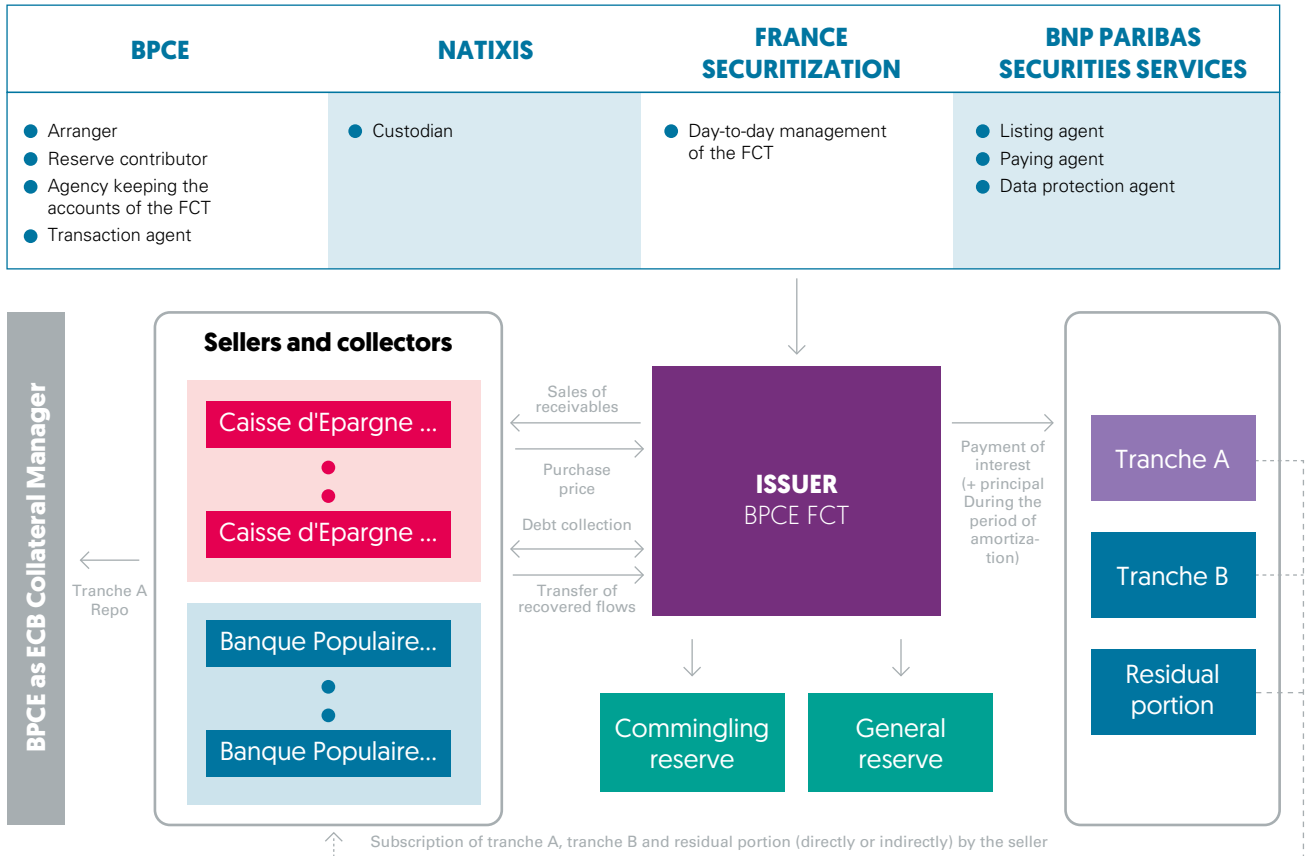 BPCE
NATIXIS
FRANCE
SECURITIZATION
BNP PARIBAS
SECURITIES SERVICES
Arranger
Reserve contributor
Agency keeping the
accounts of the FCT
Transaction agent
Custodian
Day-to-day management
of the FCT
Listing agent
Paying agent
Data protection agent
BPCE as ECB Collateral Manager
Tranche A
Repo
Sellers and collectors
Caisse d'Epargne ...
Caisse d'Epargne ...
Banque Populaire...
Banque Populaire...
Sales of
receivables
Purchase
price
Debt collection
Transfer of
recovered flows
ISSUER
BPCE FCT
Commingling
reserve
General
reserve
Payment of
interest
(+ principal
During the
period of
amortiza-
tion)
Tranche A
Tranche B
Residual
portion
Subscription of tranche A, tranche B and residual portion (directly or indirectly) by the seller